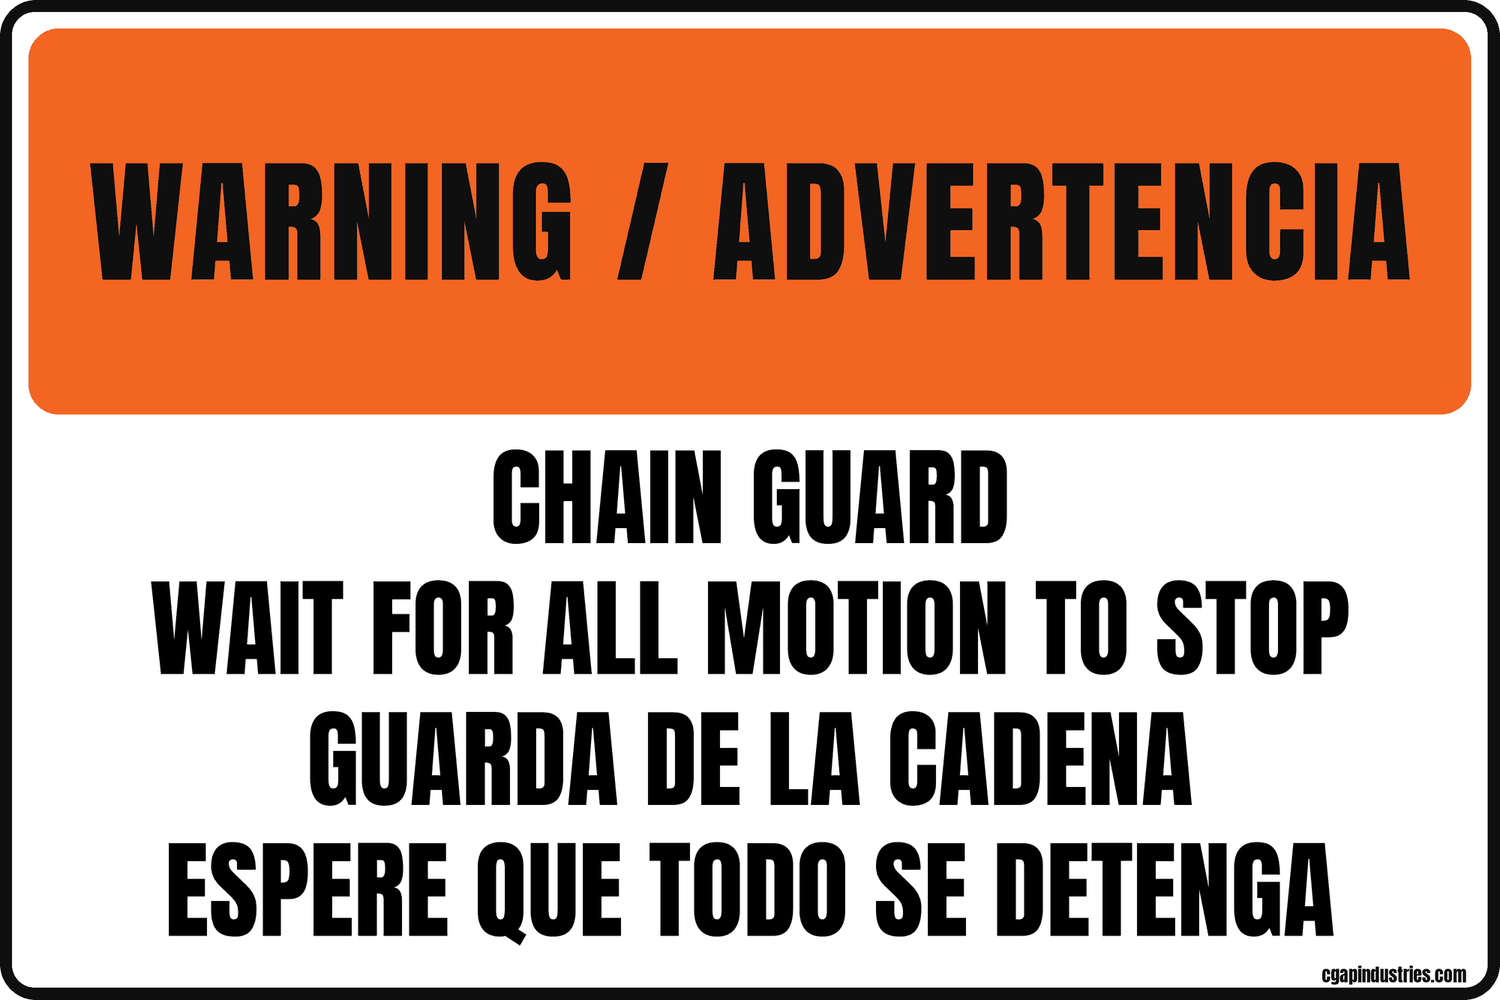 WARNING / ADVERTENCIA
CHAIN GUARD
WAIT FOR ALL MOTION TO STOP
GUARDA DE LA CADENA
ESPERE QUE TODO SE DETENGA
cgapindustries.com